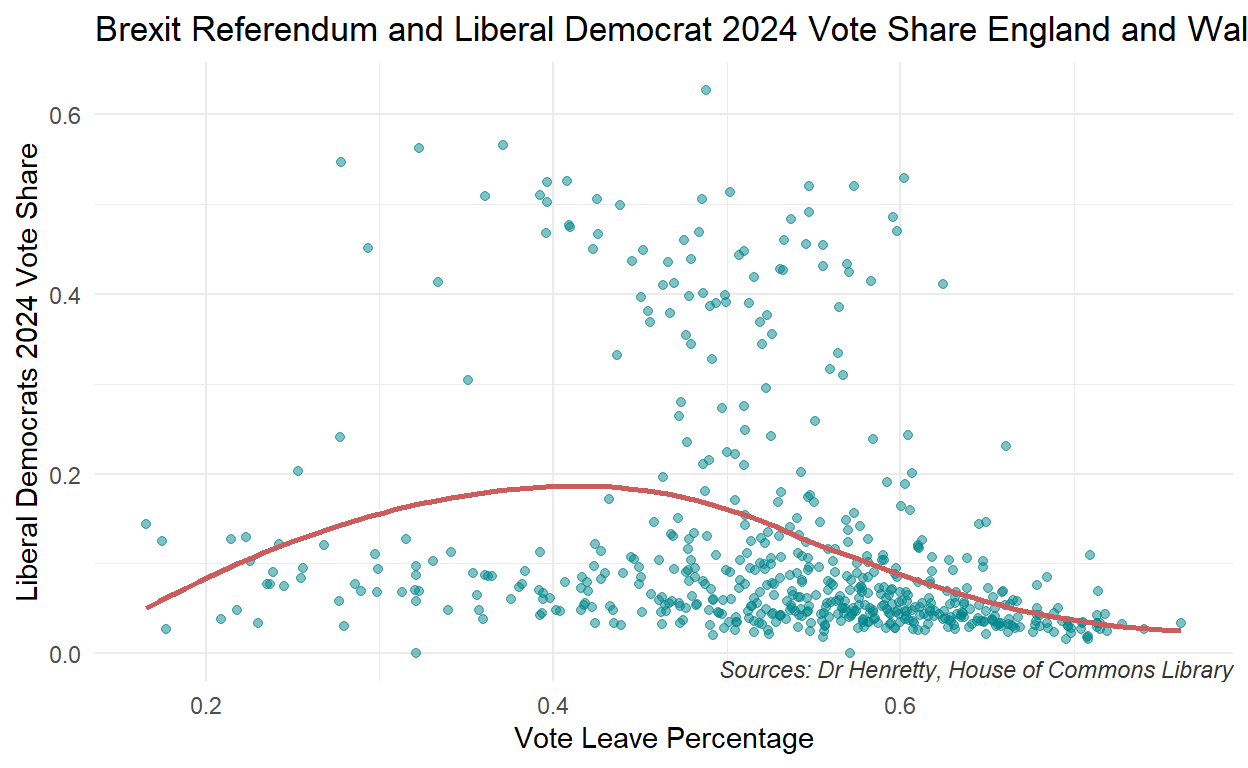 Brexit Referendum and Liberal Democrat 2024 Vote Share England and Wal
Liberal Democrats 2024 Vote Share
0.6
0.4
0.2
0.0
Sources: Dr Henretty, House of Commons Library
0.2 0.4 0.6
Vote Leave Percentage